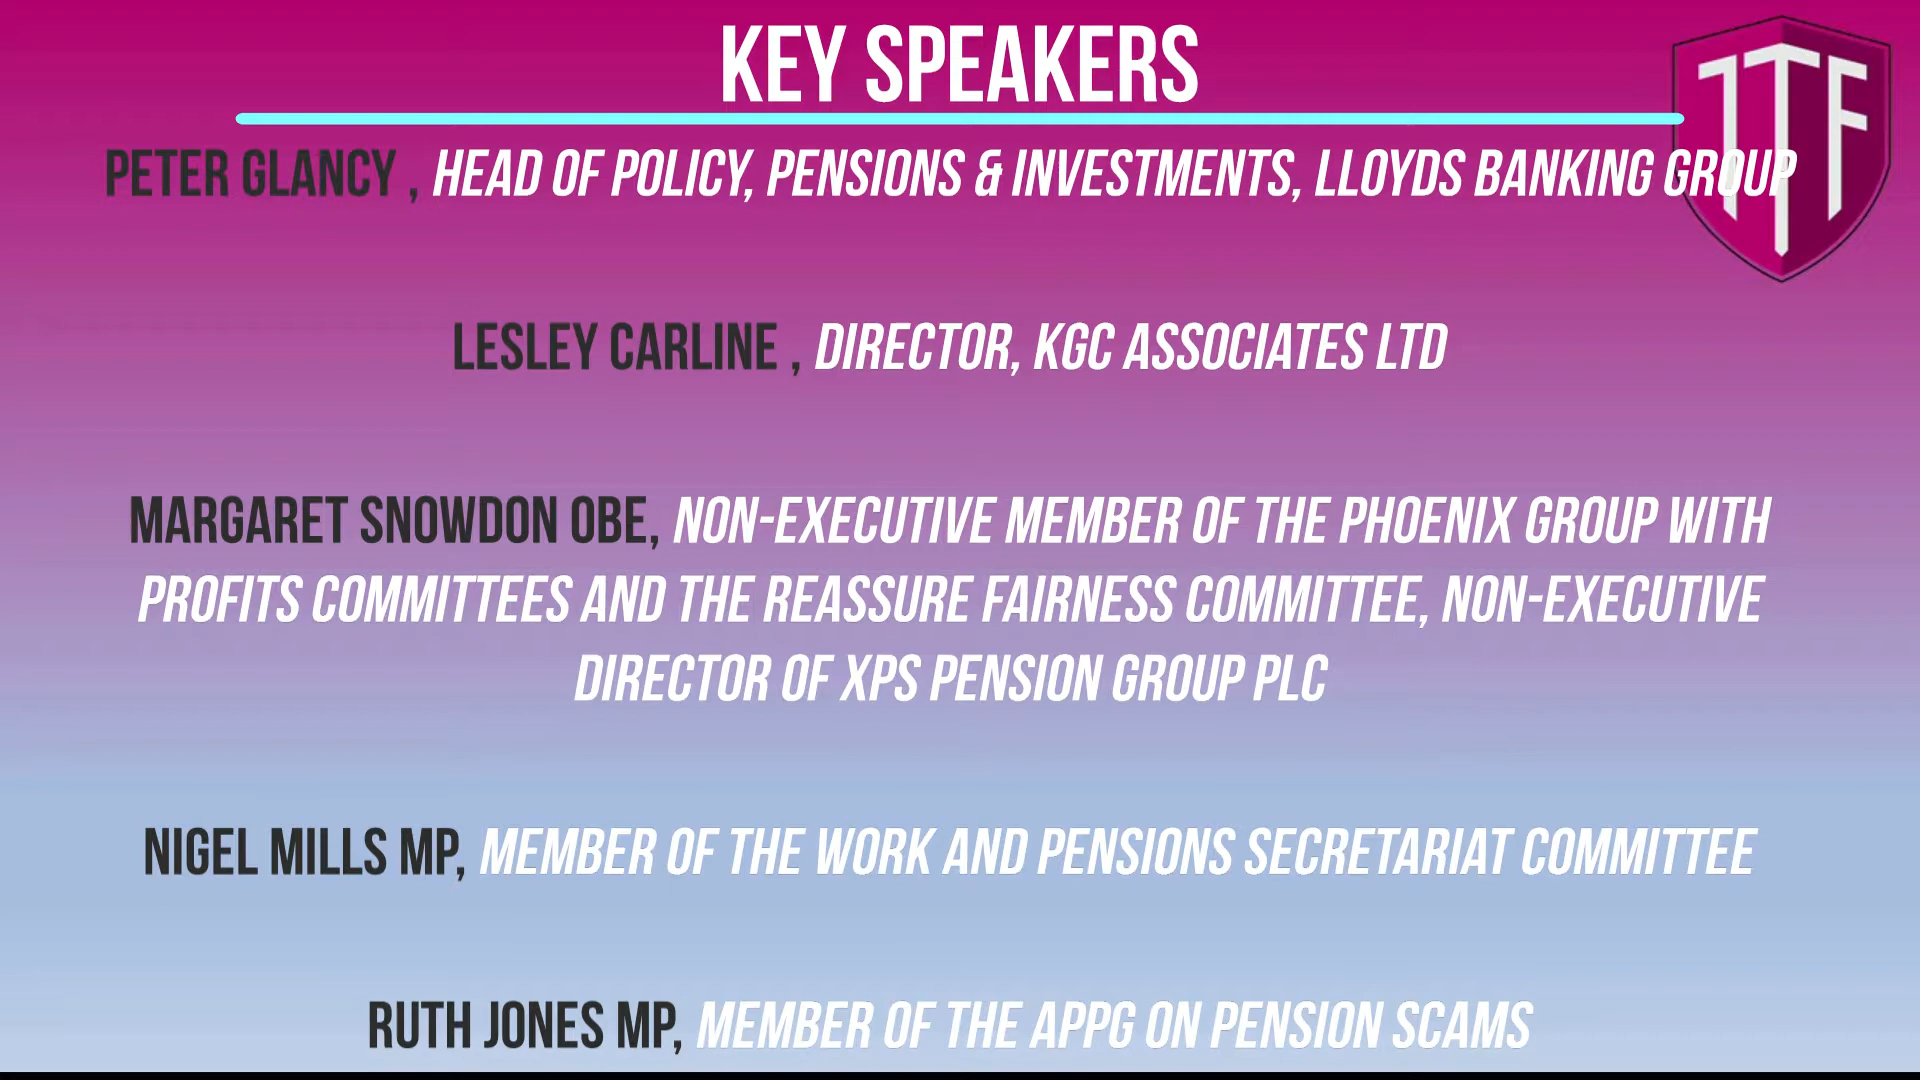 KEY SPEAKERS
TTF
PETER GLANCY , HEAD OF POLICY, PENSIONS & INVESTMENTS, LLOYDS BANKING GROUP
LESLEY CARLINE , DIRECTOR, KGC ASSOCIATES LTD
MARGARET SNOWDON OBE, NON-EXECUTIVE MEMBER OF THE PHOENIX GROUP WITH
PROFITS COMMITTEES AND THE REASSURE FAIRNESS COMMITTEE, NON-EXECUTIVE
DIRECTOR OF XPS PENSION GROUP PLC
NIGEL MILLS MP, MEMBER OF THE WORK AND PENSIONS SECRETARIAT COMMITTEE
RUTH JONES MP, MEMBER OF THE APPG ON PENSION SCAMS